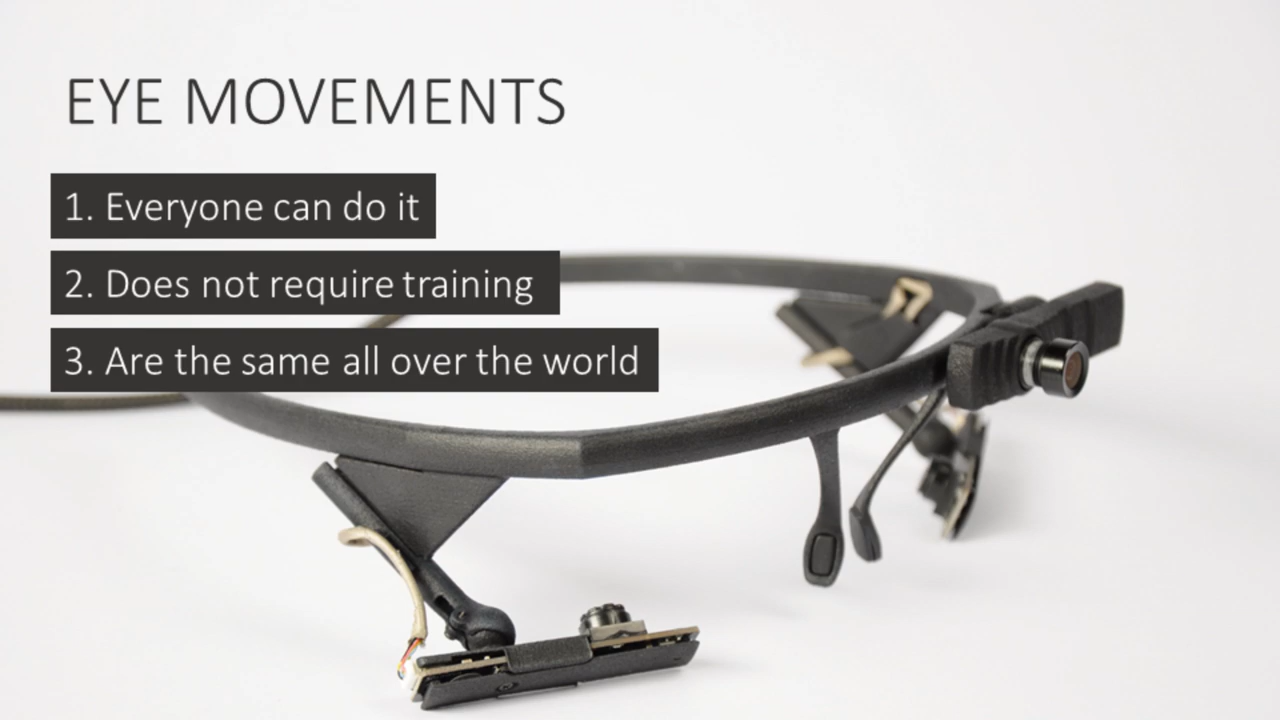 EYE MOVEMENTS
1. Everyone can do it
2. Does not require training
3. Are the same all over the world